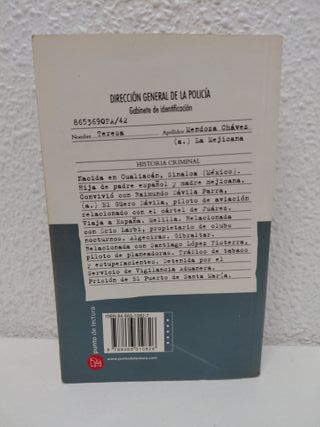 DIRECCIÓN GENERAL DE LA POLICÍA
Gabinete de identificación
8653690PA/42
Nombre Teresa Apellidos Mendoza Chávez
(a.) La Mejicana
HISTORIA CRIMINAL
Nacida en Cualiacán, Sinaloa (México).
Hija de padre español y madre mejicana.
Convivió con Raimundo Dávila Parra,
(a.) El Güero Dávila, piloto de aviación
relacionado con el cártel de Juárez.
Viaja a España. Melilla. Relacionada
con Dris Larbi, propietario de clubs
nocturnos. Algeciras. Gibraltar.
Relacionada con Santiago López Fisterra,
piloto de planeadoras. Tráfico de tabaco
y estupefacientes. Detenida por el
Servicio de Vigilancia Aduanera.
Prisión de El Puerto de Santa María.
punto de lectura
www.puntodelectura.com